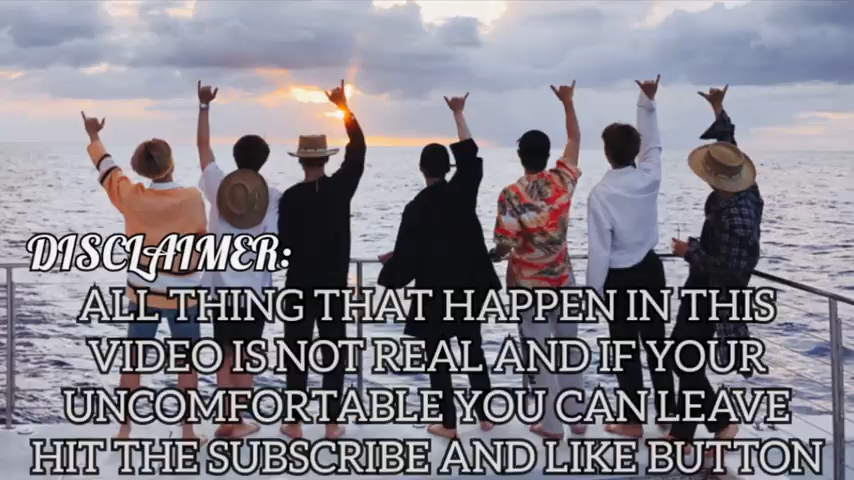 DISCLAIMER:
ALL THING THAT HAPPEN IN THIS
VIDEO IS NOT REAL AND IF YOUR
UNCOMFORTABLE YOU CAN LEAVE
HIT THE SUBSCRIBE AND LIKE BUTTON